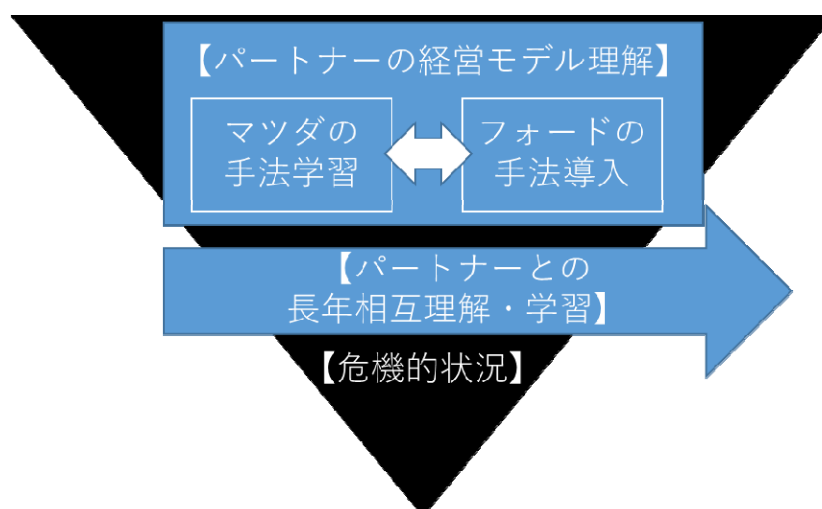 【パートナーの経営モデル理解】
マツダの
手法学習
フォードの
手法導入
【パートナーとの
長年相互理解・学習】
【危機的状況】